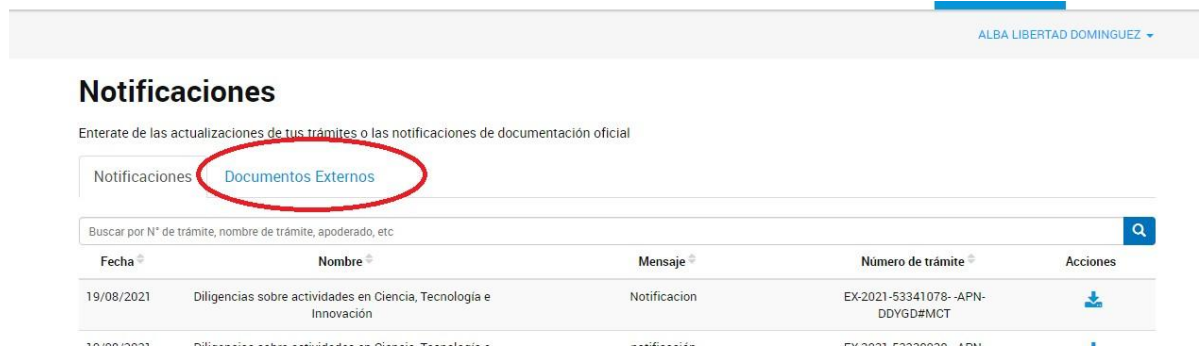 ALBA LIBERTAD DOMINGUEZ
Notificaciones
Enterate de las actualizaciones de tus trámites o las notificaciones de documentación oficial
Notificaciones Documentos Externos
Buscar por N° de trámite, nombre de trámite, apoderado, etc
Fecha Nombre Mensaje Número de trámite Acciones
19/08/2021 Diligencias sobre actividades en Ciencia, Tecnología e Notificacion EX-2021-53341078- -APN-
Innovación DDYGD#MCT